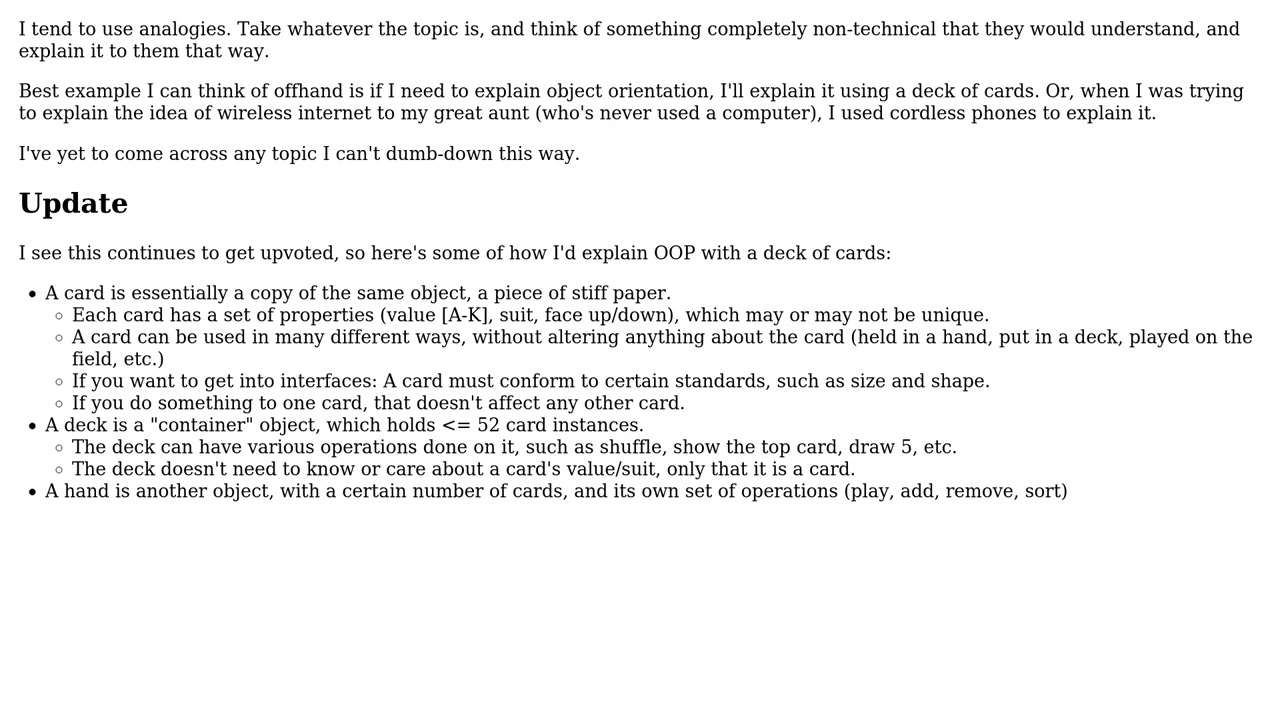 I tend to use analogies. Take whatever the topic is, and think of something completely non-technical that they would understand, and
explain it to them that way.
Best example I can think of offhand is if I need to explain object orientation, I'll explain it using a deck of cards. Or, when I was trying
to explain the idea of wireless internet to my great aunt (who's never used a computer), I used cordless phones to explain it.
I've yet to come across any topic I can't dumb-down this way.
Update
I see this continues to get upvoted, so here's some of how I'd explain OOP with a deck of cards:
• A card is essentially a copy of the same object, a piece of stiff paper.
◦ Each card has a set of properties (value [A-K], suit, face up/down), which may or may not be unique.
◦ A card can be used in many different ways, without altering anything about the card (held in a hand, put in a deck, played on the
field, etc.)
◦ If you want to get into interfaces: A card must conform to certain standards, such as size and shape.
◦ If you do something to one card, that doesn't affect any other card.
• A deck is a "container" object, which holds <= 52 card instances.
◦ The deck can have various operations done on it, such as shuffle, show the top card, draw 5, etc.
◦ The deck doesn't need to know or care about a card's value/suit, only that it is a card.
• A hand is another object, with a certain number of cards, and its own set of operations (play, add, remove, sort)